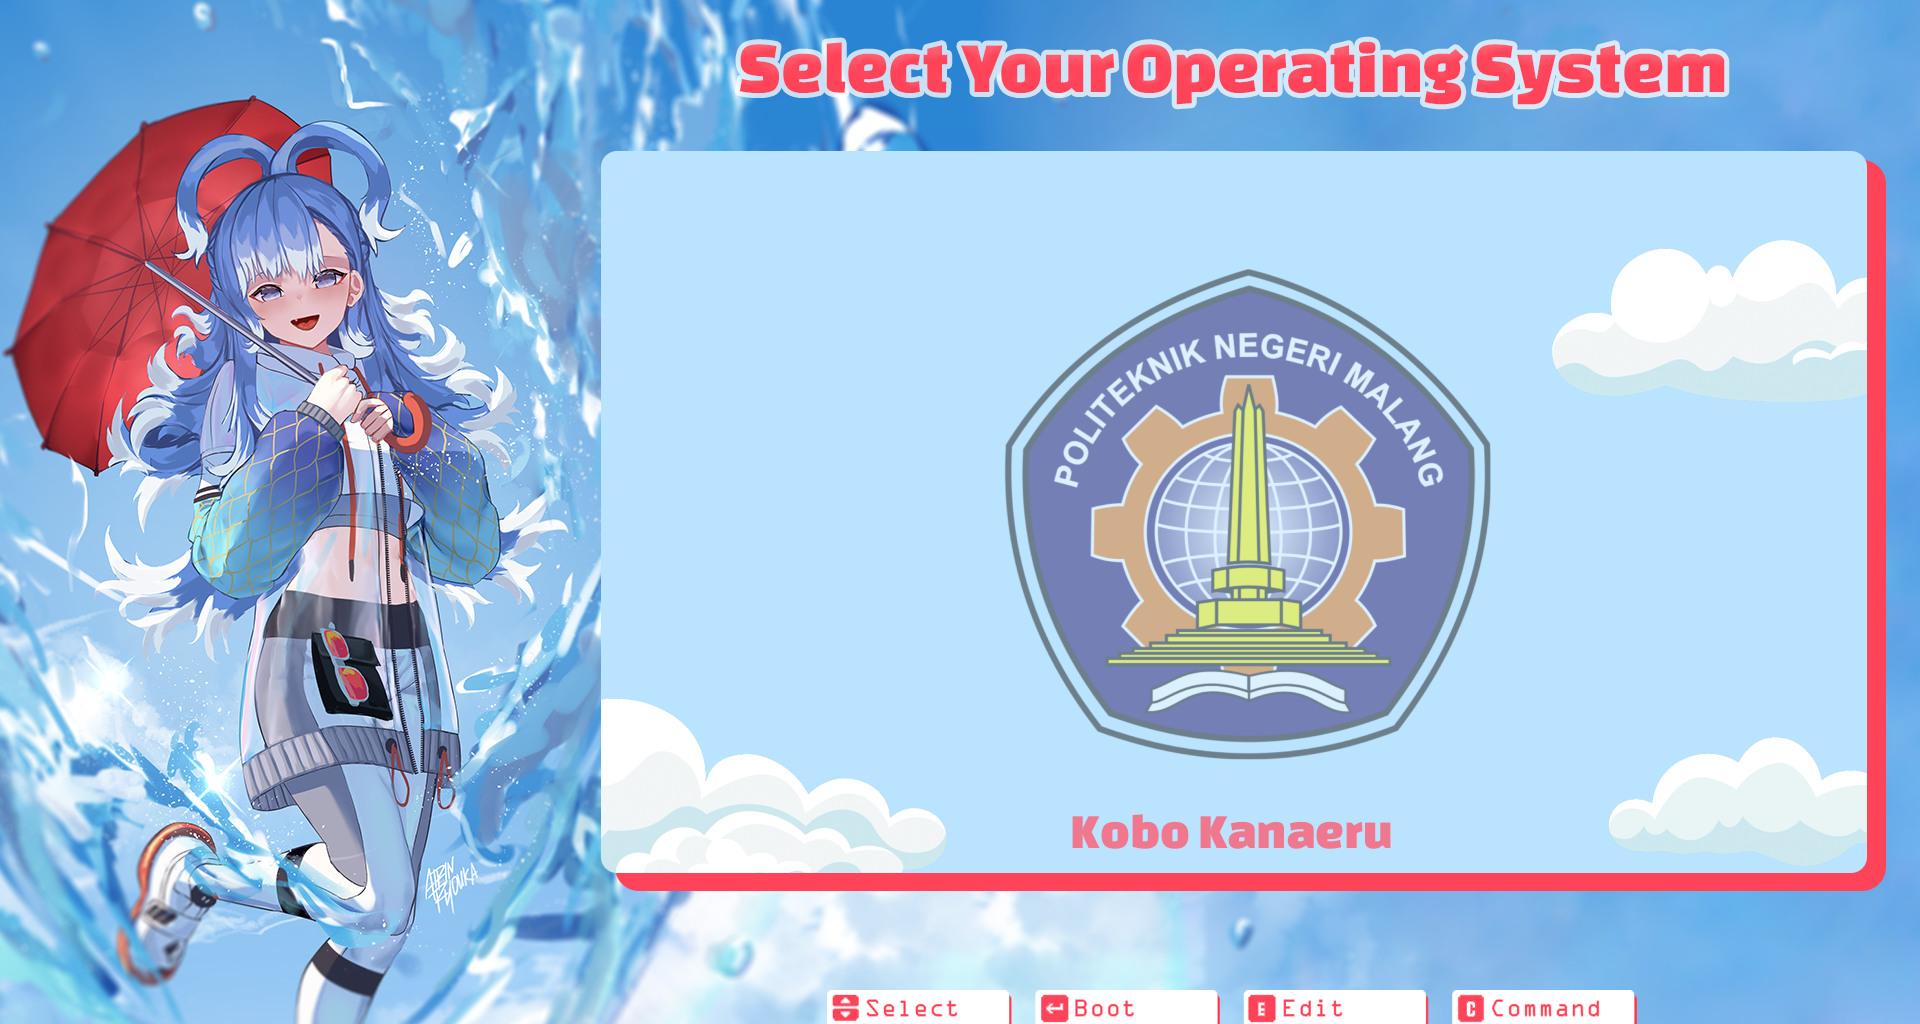 Select Your Operating System
POLITEKNIK NEGERI MALANG
Kobo Kanaeru
Select
Boot
E Edit
C Command